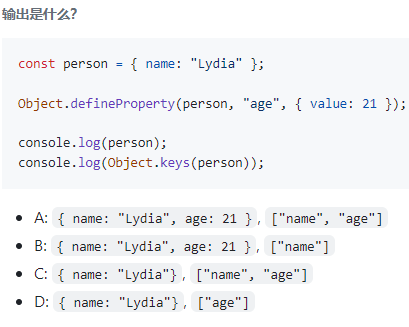 输出是什么?
const person = { name: "Lydia" };
Object.defineProperty(person, "age", { value: 21 });
console.log(person);
console.log(Object.keys(person));
A: { name: "Lydia", age: 21 } , ["name", "age"]
B: { name: "Lydia", age: 21 } , ["name"]
C: { name: "Lydia"} , ["name", "age"]
D: { name: "Lydia"} , ["age"]